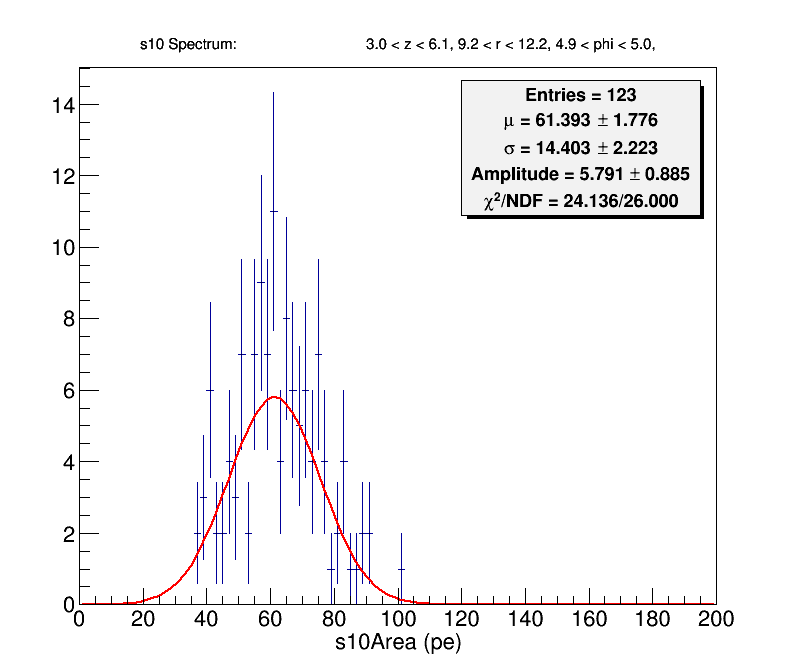 s10 Spectrum: 3.0 < z < 6.1, 9.2 < r < 12.2, 4.9 < phi < 5.0,
Entries = 123
μ = 61.393 ± 1.776
σ = 14.403 ± 2.223
Amplitude = 5.791 ± 0.885
χ²/NDF = 24.136/26.000
14
12
10
8
6
4
2
0
0 20 40 60 80 100 120 140 160 180 200
s10Area (pe)